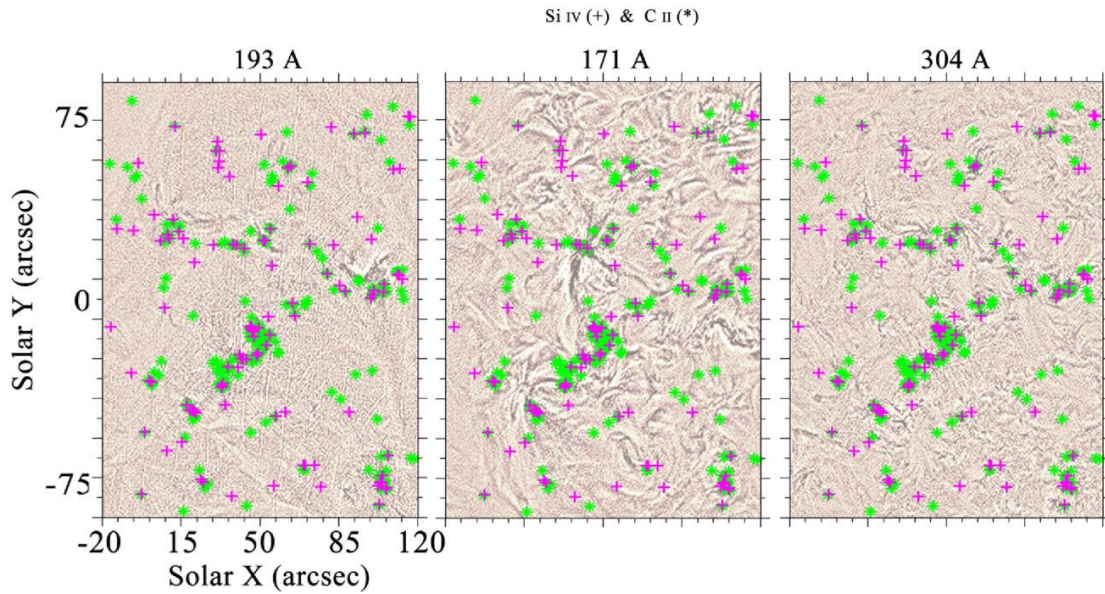 Si IV (+) & C II (*)
193 A 171 A 304 A
75
0
-75
Solar Y (arcsec)
-20 15 50 85 120
Solar X (arcsec)